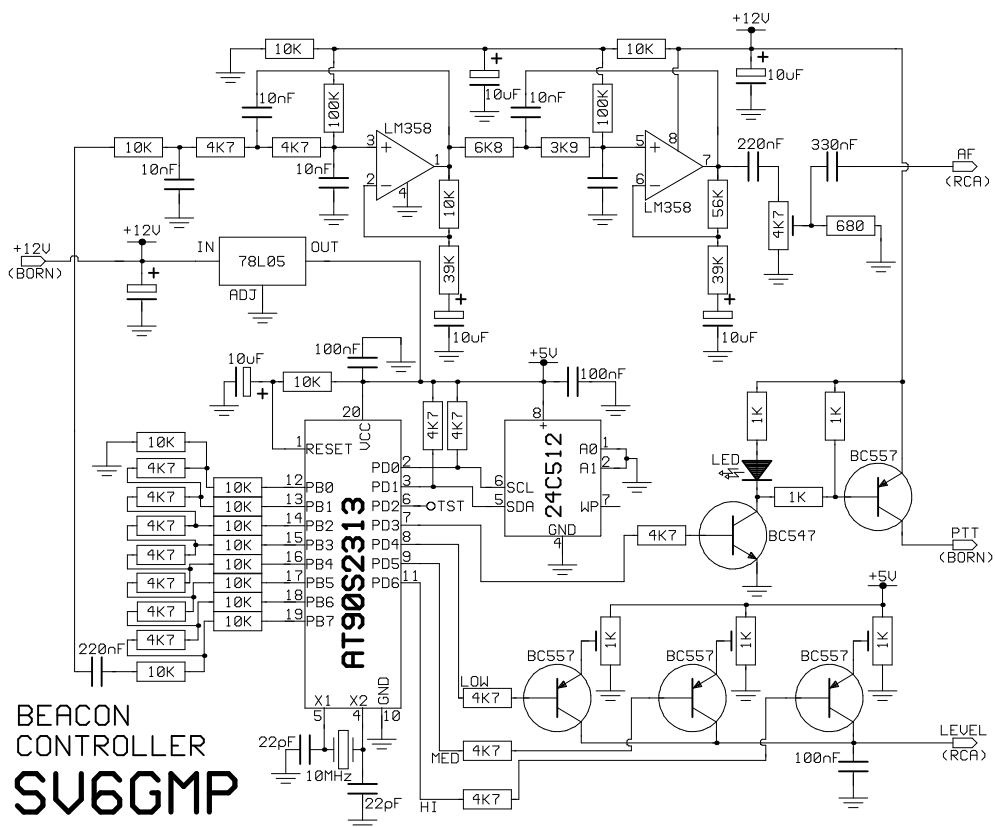 +12V
10K
10K
10uF
10uF
10nF
100K
10nF
100K
LM358
10K
4K7
4K7
3
+
1
6K8
3K9
5
+
8
7
220nF
330nF
AF
(RCA)
10nF
10nF
2
-
4
10K
6
-
LM358
56K
4K7
680
+12V
(BORN)
+12V
IN
78L05
OUT
ADJ
39K
39K
10uF
10uF
10uF
100nF
10K
+5V
100nF
20
VCC
4K7
4K7
8
+
1K
1K
1
RESET
10K
4K7
4K7
4K7
4K7
4K7
4K7
4K7
10K
10K
10K
10K
10K
10K
10K
10K
10K
12
PB0
13
PB1
14
PB2
15
PB3
16
PB4
17
PB5
18
PB6
19
PB7
AT90S2313
PD0
2
PD1
3
PD2
6
TST
PD3
7
PD4
8
PD5
9
PD6
11
6
SCL
5
SDA
24C512
A0
1
A1
2
WP
7
GND
4
LED
1K
BC557
4K7
BC547
PTT
(BORN)
+5V
220nF
BC557
1K
BC557
1K
BC557
1K
LOW
4K7
MED
4K7
HI
4K7
X1
X2
GND
5
4
10
22pF
10MHz
22pF
LEVEL
(RCA)
100nF
BEACON
CONTROLLER
SV6GMP